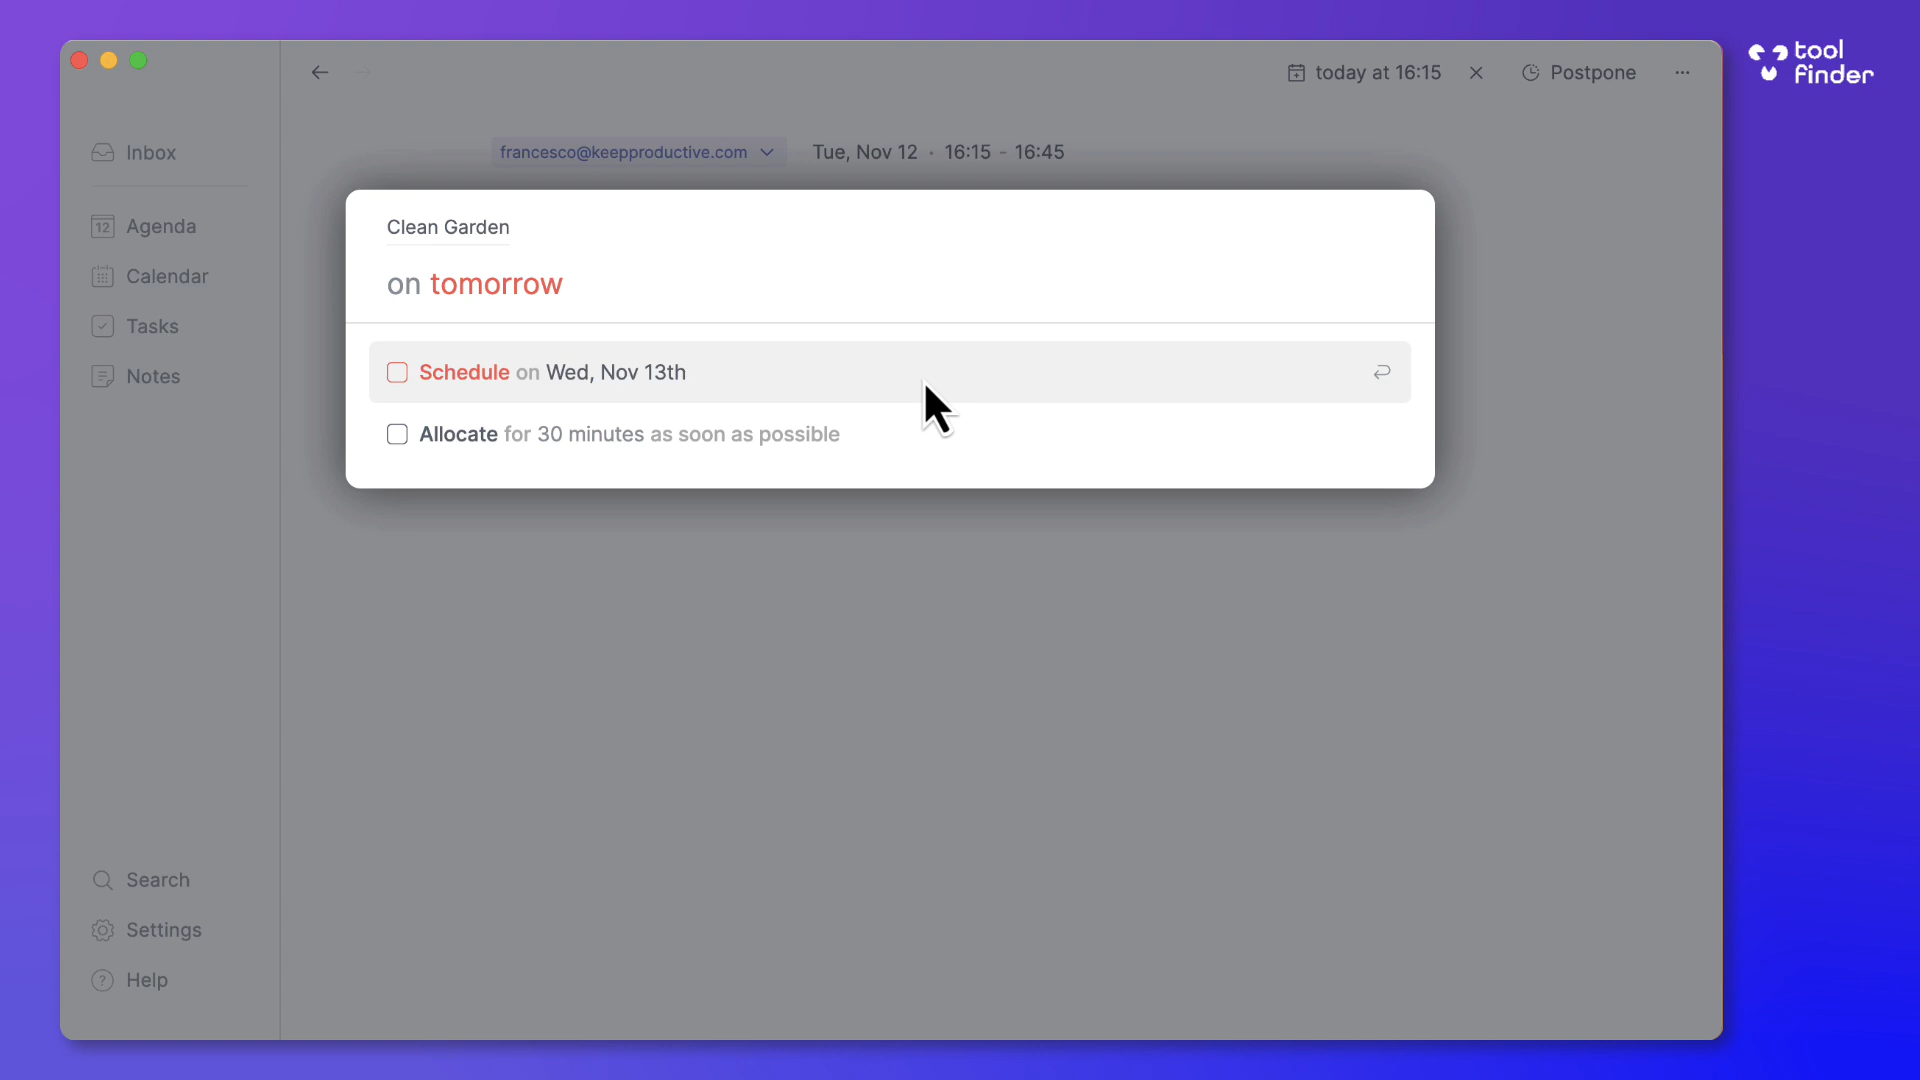 today at 16:15
Postpone
tool
finder
Inbox
francesco@keepproductive.com
Tue, Nov 12 · 16:15 - 16:45
Clean Garden
12 Agenda
on tomorrow
Calendar
Tasks
Schedule on Wed, Nov 13th
Notes
Allocate for 30 minutes as soon as possible
Search
Settings
? Help